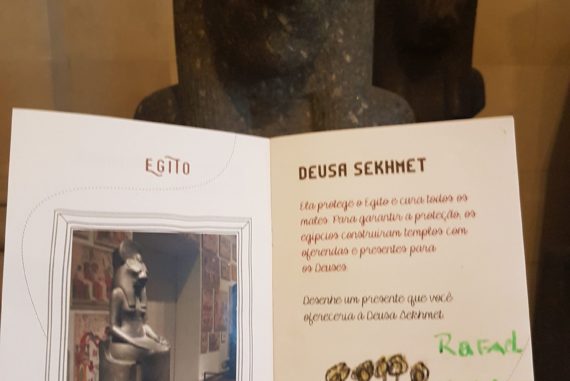 EGITO
DEUSA SEKHMET
Ela protege o Egito e cura todos os
males. Para garantir a proteção, os
egípcios construíram templos com
oferendas e presentes para
os Deuses.
Desenhe um presente que você
ofereceria à Deusa Sekhmet.
RaFael